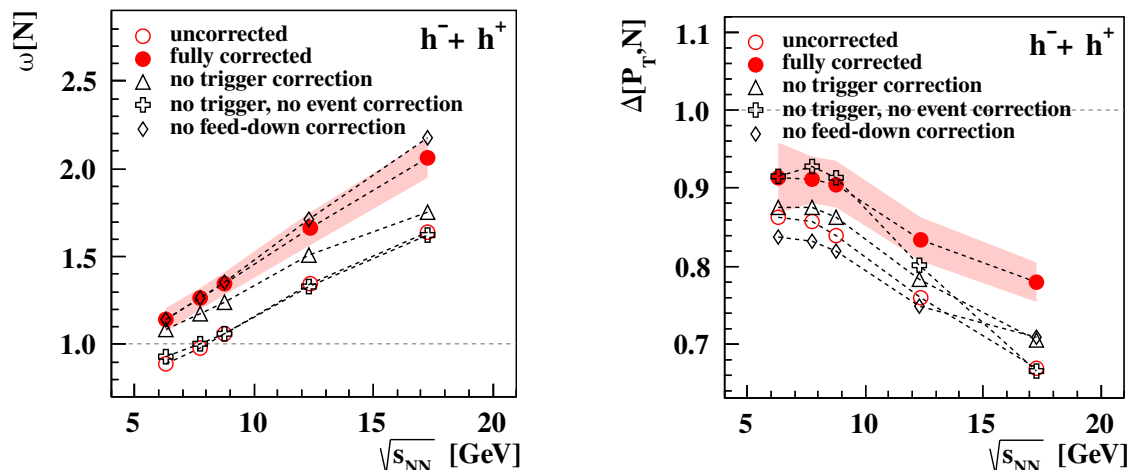 ω[N]
h⁻+ h⁺
uncorrected
fully corrected
no trigger correction
no trigger, no event correction
no feed-down correction
2.5
2.0
1.5
1.0
5 10 15 20
√s_NN [GeV]
Δ[P_T,N]
h⁻+ h⁺
uncorrected
fully corrected
no trigger correction
no trigger, no event correction
no feed-down correction
1.1
1.0
0.9
0.8
0.7
5 10 15 20
√s_NN [GeV]